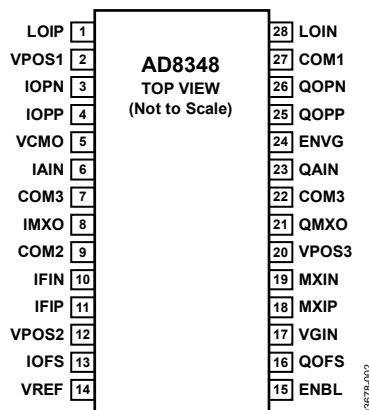 AD8348
TOP VIEW
(Not to Scale)
LOIP 1
VPOS1 2
IOPN 3
IOPP 4
VCMO 5
IAIN 6
COM3 7
IMXO 8
COM2 9
IFIN 10
IFIP 11
VPOS2 12
IOFS 13
VREF 14
28 LOIN
27 COM1
26 QOPN
25 QOPP
24 ENVG
23 QAIN
22 COM3
21 QMXO
20 VPOS3
19 MXIN
18 MXIP
17 VGIN
16 QOFS
15 ENBL